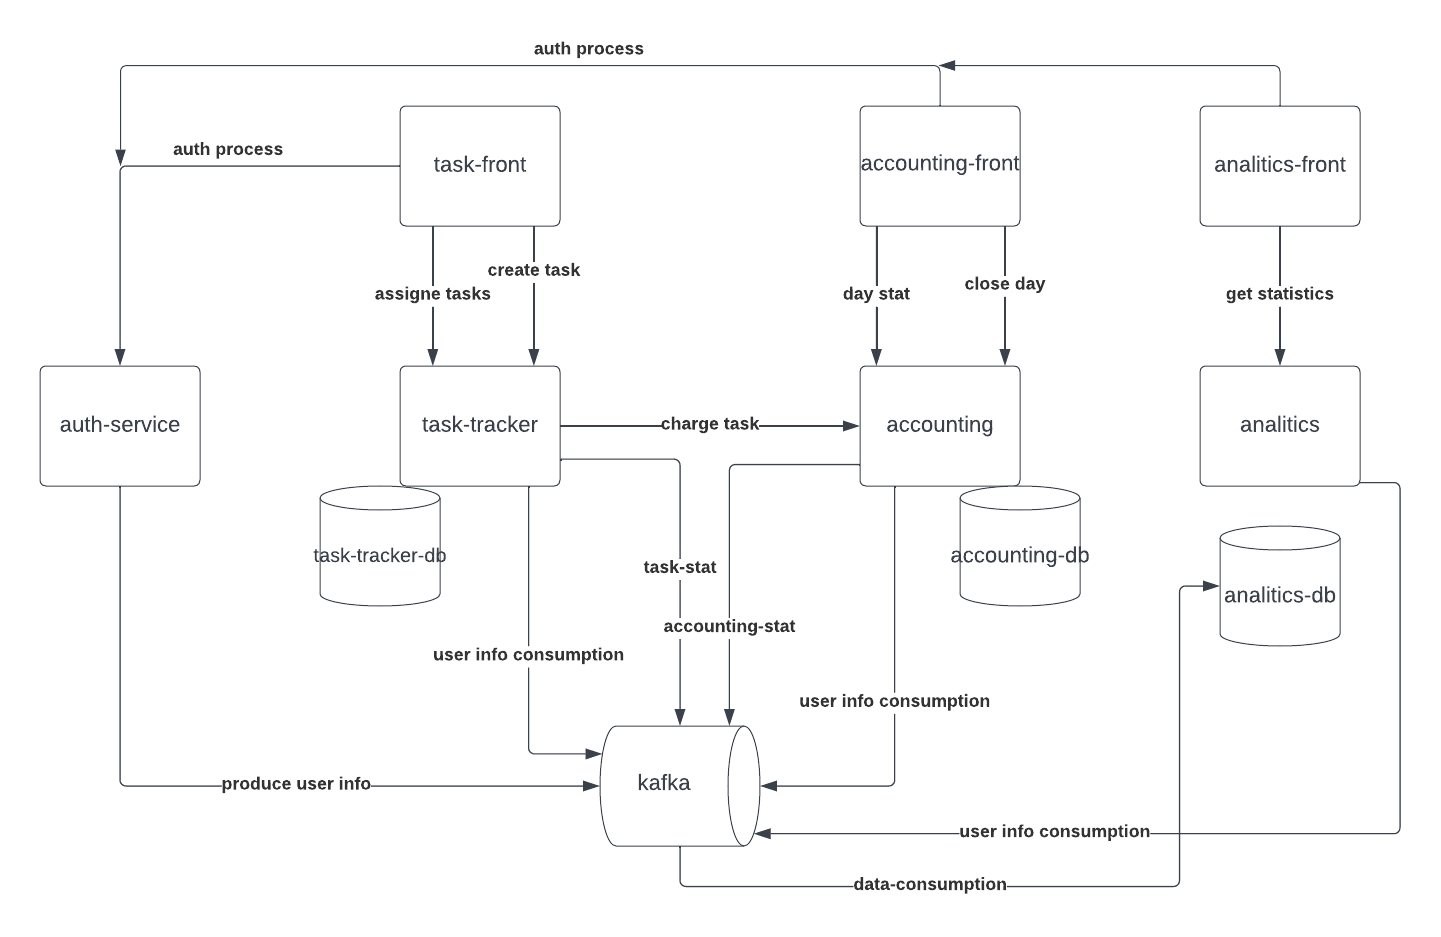 auth process
auth process
task-front
accounting-front
analitics-front
create task
assigne tasks
day stat
close day
get statistics
auth-service
task-tracker
charge task
accounting
analitics
task-tracker-db
task-stat
accounting-db
analitics-db
accounting-stat
user info consumption
user info consumption
kafka
produce user info
user info consumption
data-consumption